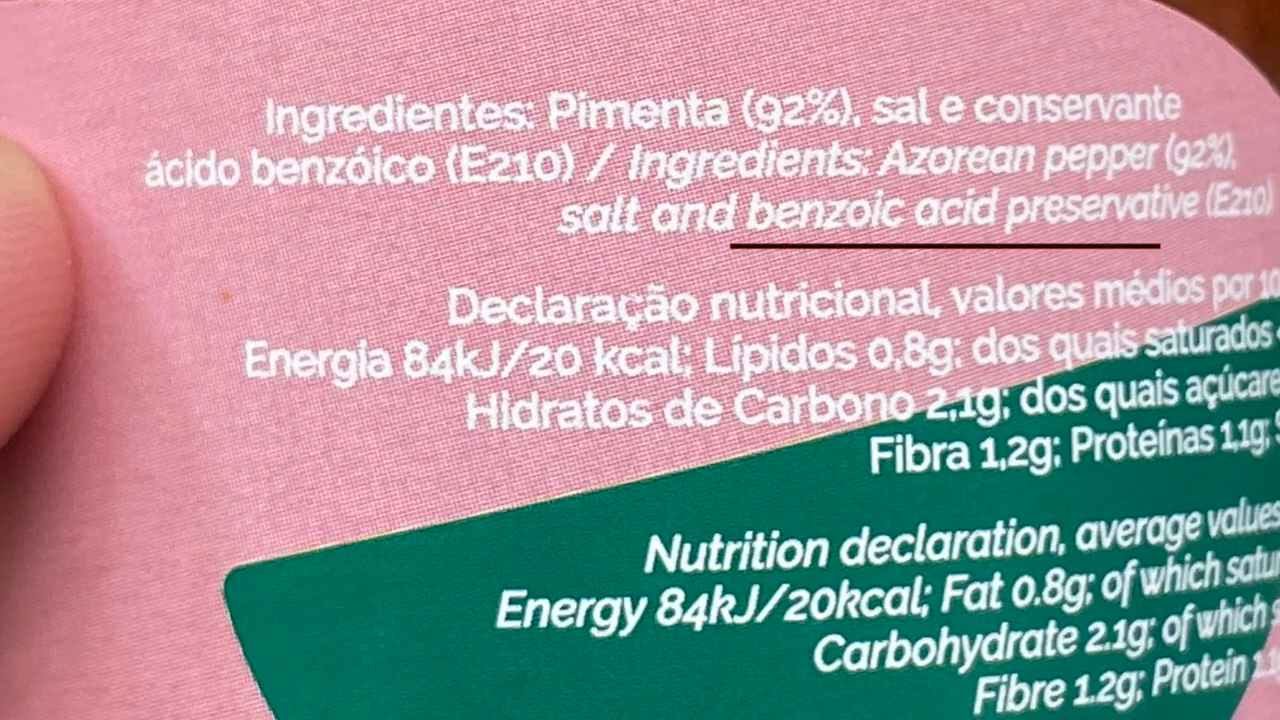 Ingredientes: Pimenta (92%), sal e conservante
ácido benzóico (E210) / Ingredients: Azorean pepper (92%),
salt and benzoic acid preservative (E210)
Declaração nutricional, valores médios por
Energia 84kJ/20 kcal; Lípidos 0,8g; dos quais saturados
Hidratos de Carbono 2,1g; dos quais
Fibra 1,2g; Proteínas 1,1g;
Nutrition declaration, average values
Energy 84kJ/20kcal; Fat 0.8g; of which
Carbohydrate 2.1g; of which
Fibre 1.2g; Protein